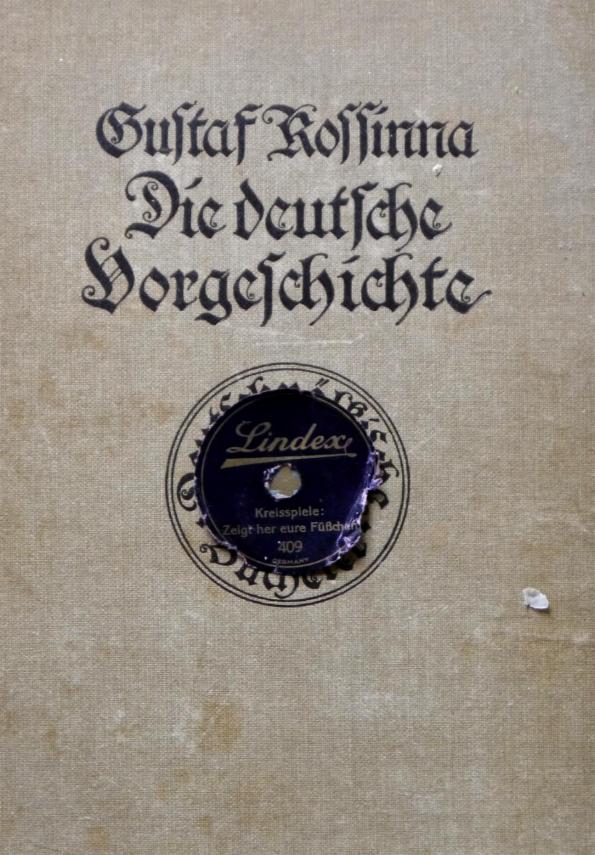 Gustaf Kossinna
Die deutsche
Vorgeschichte
Lindex
Kreisspiele:
Zeigt her eure Füßchen
409
GERMANY